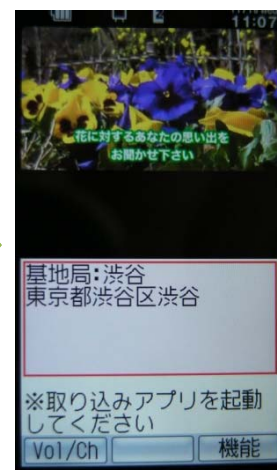 11:07
花に対するあなたの思い出を
お聞かせ下さい
基地局:渋谷
東京都渋谷区渋谷
※取り込みアプリを起動
してください
Vol/Ch 機能